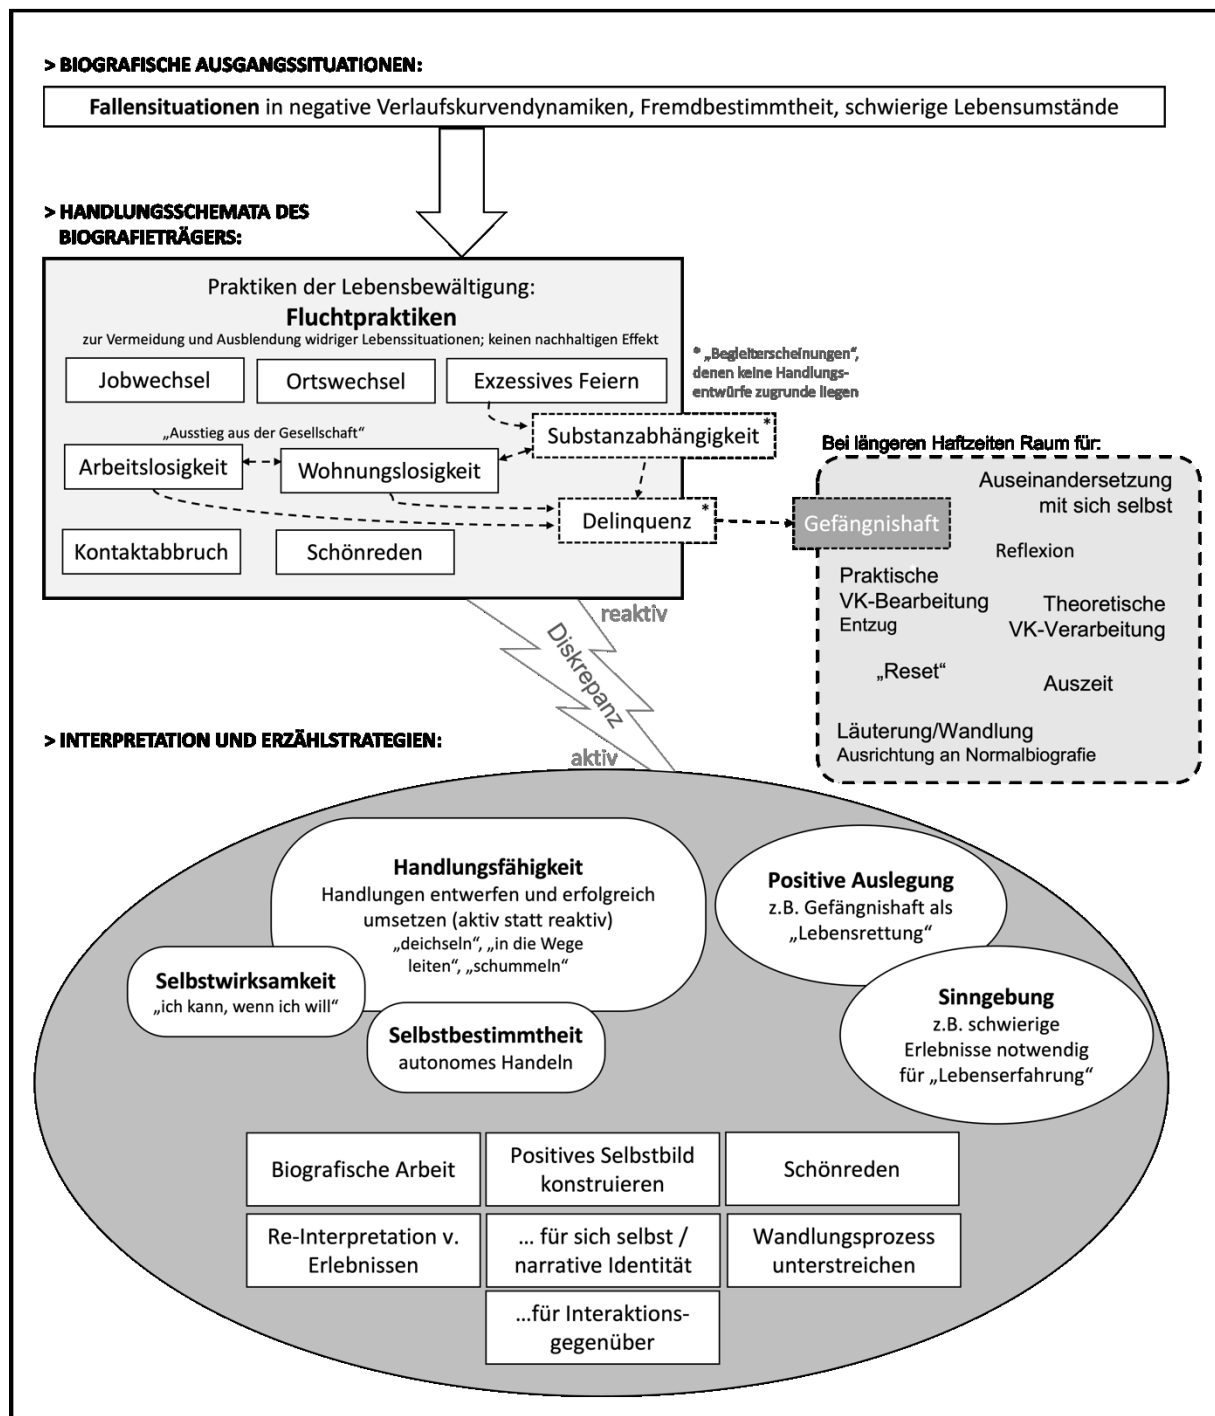 > BIOGRAFISCHE AUSGANGSSITUATIONEN:
Fallensituationen in negative Verlaufskurvendynamiken, Fremdbestimmtheit, schwierige Lebensumstände
> HANDLUNGSSCHEMATA DES
BIOGRAFIETRÄGERS:
Praktiken der Lebensbewältigung:
Fluchtpraktiken
zur Vermeidung und Ausblendung widriger Lebenssituationen; keinen nachhaltigen Effekt
Jobwechsel
Ortswechsel
Exzessives Feiern
* „Begleiterscheinungen“,
denen keine Handlungs-
entwürfe zugrunde liegen
Substanzabhängigkeit *
„Ausstieg aus der Gesellschaft“
Arbeitslosigkeit
Wohnungslosigkeit
Delinquenz *
Kontaktabbruch
Schönreden
Bei längeren Haftzeiten Raum für:
Gefängnishaft
Auseinandersetzung
mit sich selbst
Reflexion
Praktische
VK-Bearbeitung
Entzug
Theoretische
VK-Verarbeitung
„Reset“
Auszeit
Läuterung/Wandlung
Ausrichtung an Normalbiografie
reaktiv
Diskrepanz
aktiv
> INTERPRETATION UND ERZÄHLSTRATEGIEN:
Handlungsfähigkeit
Handlungen entwerfen und erfolgreich
umsetzen (aktiv statt reaktiv)
„deichseln“, „in die Wege
leiten“, „schummeln“
Positive Auslegung
z.B. Gefängnishaft als
„Lebensrettung“
Selbstwirksamkeit
„ich kann, wenn ich will“
Selbstbestimmtheit
autonomes Handeln
Sinngebung
z.B. schwierige
Erlebnisse notwendig
für „Lebenserfahrung“
Biografische Arbeit
Positives Selbstbild
konstruieren
Schönreden
Re-Interpretation v.
Erlebnissen
... für sich selbst /
narrative Identität
Wandlungsprozess
unterstreichen
...für Interaktions-
gegenüber